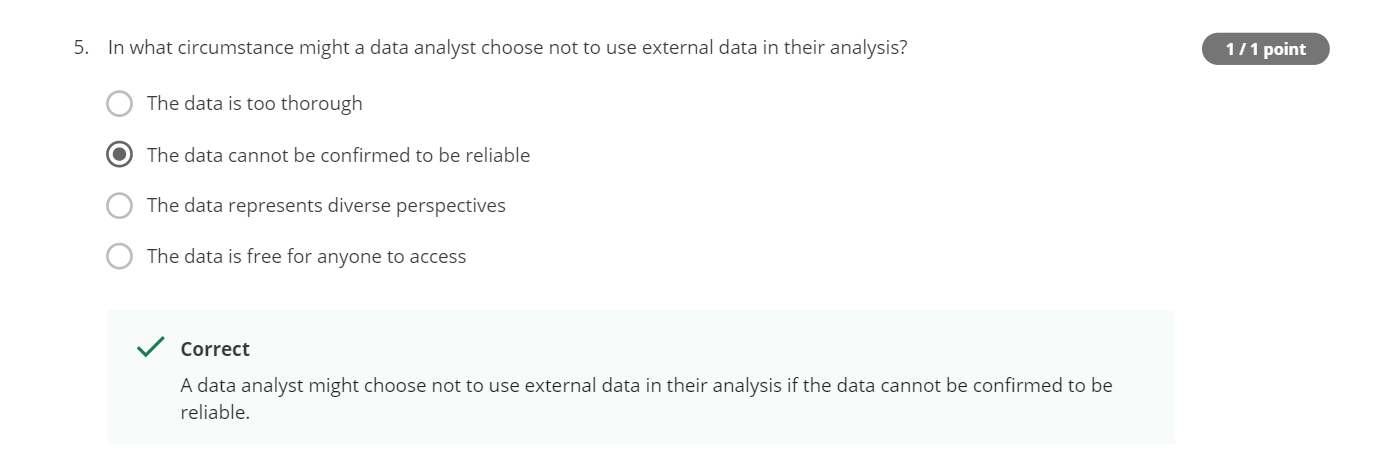 5. In what circumstance might a data analyst choose not to use external data in their analysis?
1 / 1 point
The data is too thorough
The data cannot be confirmed to be reliable
The data represents diverse perspectives
The data is free for anyone to access
Correct
A data analyst might choose not to use external data in their analysis if the data cannot be confirmed to be
reliable.